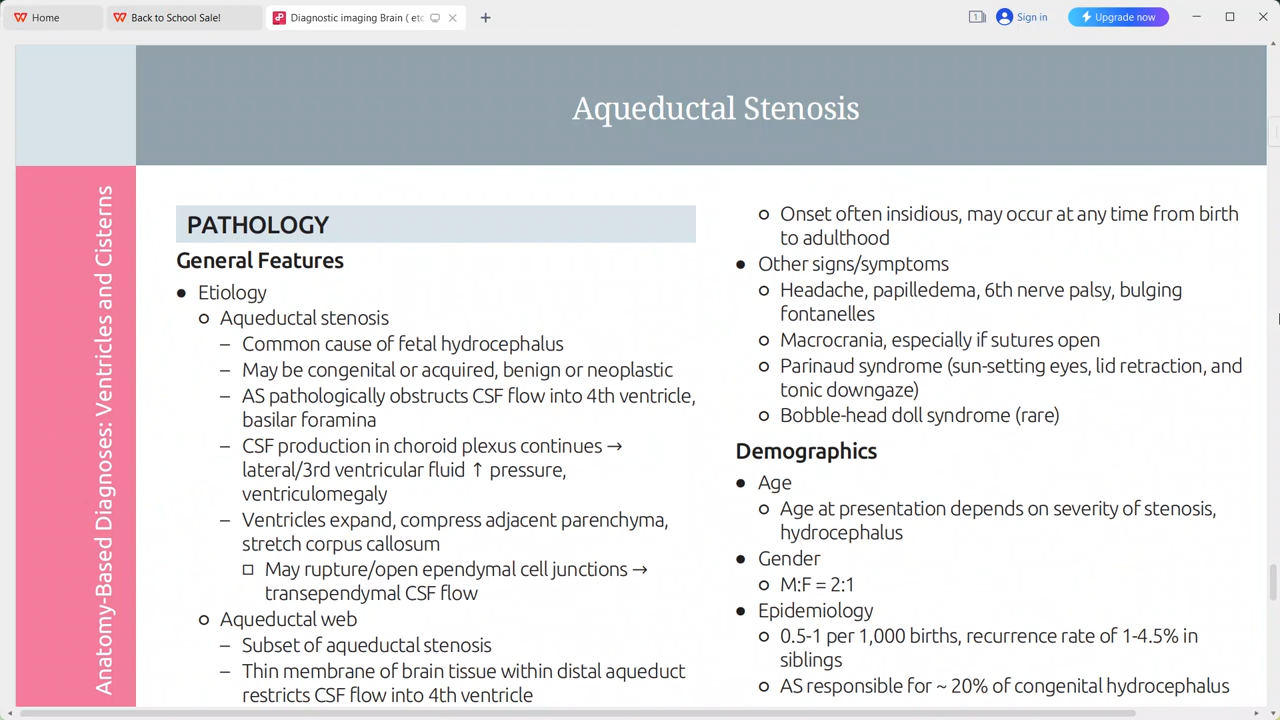 Home
Back to School Sale!
Diagnostic imaging Brain ( etc
1
Sign in
Upgrade now
Aqueductal Stenosis
Anatomy-Based Diagnoses: Ventricles and Cisterns
PATHOLOGY
General Features
● Etiology
○ Aqueductal stenosis
– Common cause of fetal hydrocephalus
– May be congenital or acquired, benign or neoplastic
– AS pathologically obstructs CSF flow into 4th ventricle,
basilar foramina
– CSF production in choroid plexus continues →
lateral/3rd ventricular fluid ↑ pressure,
ventriculomegaly
– Ventricles expand, compress adjacent parenchyma,
stretch corpus callosum
□ May rupture/open ependymal cell junctions →
transependymal CSF flow
○ Aqueductal web
– Subset of aqueductal stenosis
– Thin membrane of brain tissue within distal aqueduct
restricts CSF flow into 4th ventricle
○ Onset often insidious, may occur at any time from birth
to adulthood
● Other signs/symptoms
○ Headache, papilledema, 6th nerve palsy, bulging
fontanelles
○ Macrocrania, especially if sutures open
○ Parinaud syndrome (sun-setting eyes, lid retraction, and
tonic downgaze)
○ Bobble-head doll syndrome (rare)
Demographics
● Age
○ Age at presentation depends on severity of stenosis,
hydrocephalus
● Gender
○ M:F = 2:1
● Epidemiology
○ 0.5-1 per 1,000 births, recurrence rate of 1-4.5% in
siblings
○ AS responsible for ~ 20% of congenital hydrocephalus